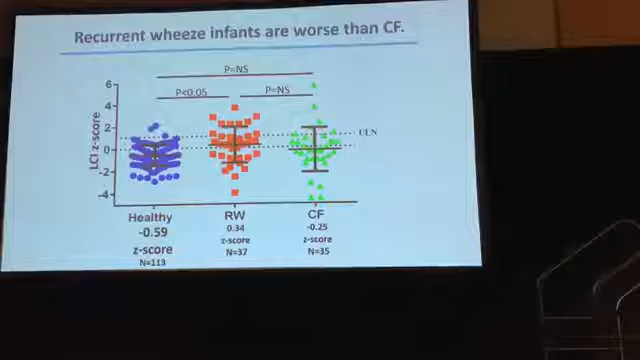 Recurrent wheeze infants are worse than CF.
P=NS
P<0.05
P=NS
6
4
2
0
-2
-4
LCI z-score
ULN
Healthy
RW
CF
-0.59
z-score
N=113
0.34
z-score
N=37
-0.25
z-score
N=35